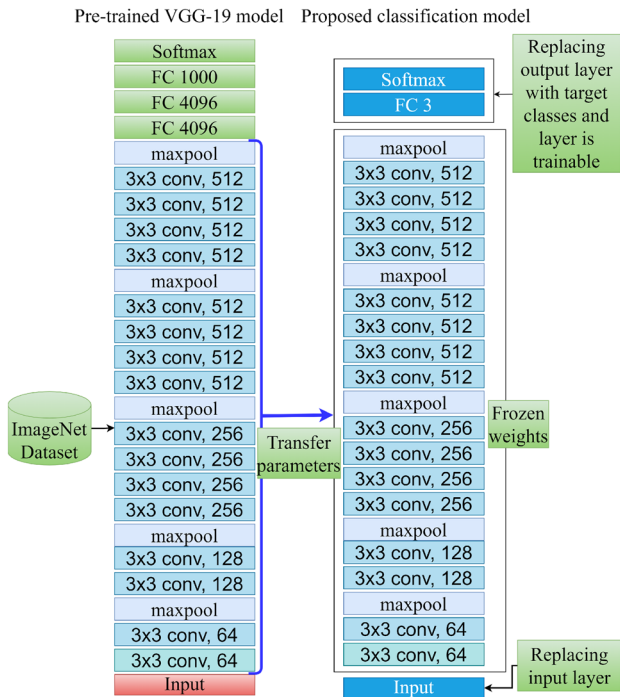 Pre-trained VGG-19 model
Softmax
FC 1000
FC 4096
FC 4096
maxpool
3x3 conv, 512
3x3 conv, 512
3x3 conv, 512
3x3 conv, 512
maxpool
3x3 conv, 512
3x3 conv, 512
3x3 conv, 512
3x3 conv, 512
maxpool
3x3 conv, 256
3x3 conv, 256
3x3 conv, 256
3x3 conv, 256
maxpool
3x3 conv, 128
3x3 conv, 128
maxpool
3x3 conv, 64
3x3 conv, 64
Input
ImageNet
Dataset
Transfer
parameters
Proposed classification model
Softmax
FC 3
maxpool
3x3 conv, 512
3x3 conv, 512
3x3 conv, 512
3x3 conv, 512
maxpool
3x3 conv, 512
3x3 conv, 512
3x3 conv, 512
3x3 conv, 512
maxpool
3x3 conv, 256
3x3 conv, 256
3x3 conv, 256
3x3 conv, 256
maxpool
3x3 conv, 128
3x3 conv, 128
maxpool
3x3 conv, 64
3x3 conv, 64
Input
Replacing
output layer
with target
classes and
layer is
trainable
Frozen
weights
Replacing
input layer